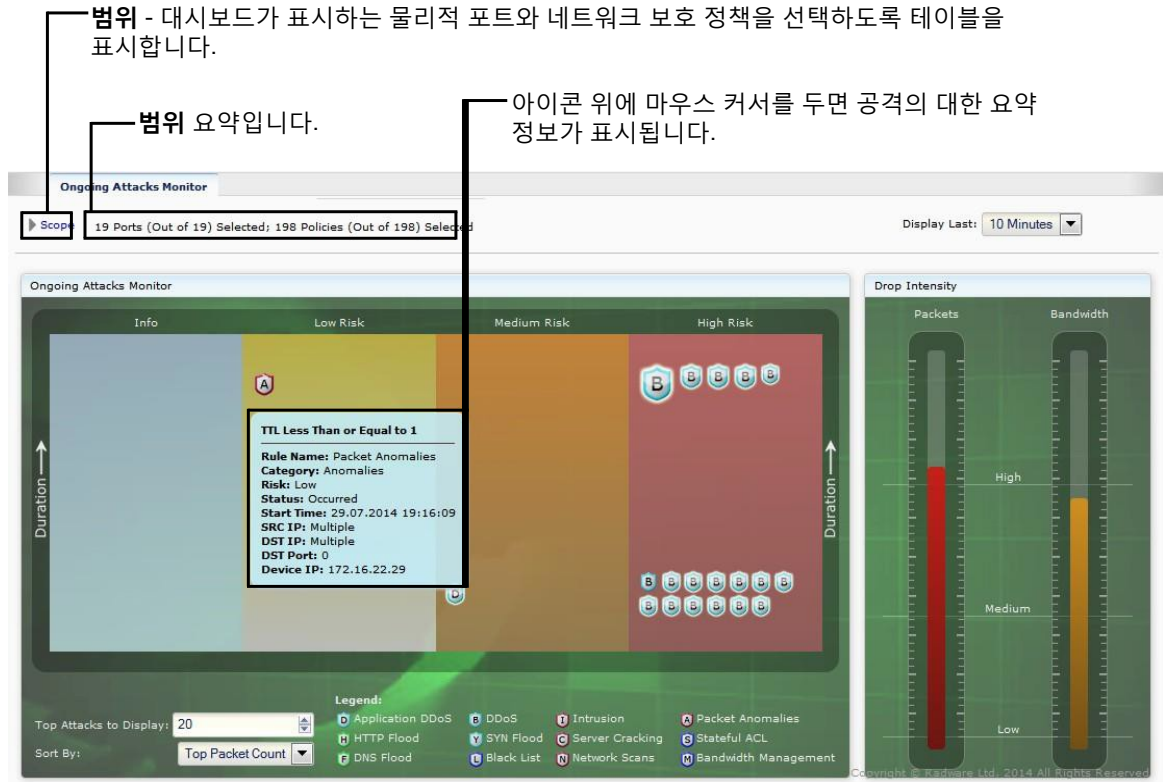 범위 - 대시보드가 표시하는 물리적 포트와 네트워크 보호 정책을 선택하도록 테이블을
표시합니다.
범위 요약입니다.
아이콘 위에 마우스 커서를 두면 공격의 대한 요약
정보가 표시됩니다.
Ongoing Attacks Monitor
Scope
19 Ports (Out of 19) Selected; 198 Policies (Out of 198) Selected
Display Last: 10 Minutes
Ongoing Attacks Monitor
Info
Low Risk
Medium Risk
High Risk
A
B B B B B
TTL Less Than or Equal to 1
Rule Name: Packet Anomalies
Category: Anomalies
Risk: Low
Status: Occurred
Start Time: 29.07.2014 19:16:09
SRC IP: Multiple
DST IP: Multiple
DST Port: 0
Device IP: 172.16.22.29
Duration
Duration
B B B B B B B
B B B B B B
Top Attacks to Display: 20
Sort By: Top Packet Count
Legend:
D Application DDoS
H HTTP Flood
F DNS Flood
B DDoS
Y SYN Flood
L Black List
I Intrusion
C Server Cracking
N Network Scans
A Packet Anomalies
S Stateful ACL
M Bandwidth Management
Drop Intensity
Packets
Bandwidth
High
Medium
Low
Copyright © Radware Ltd. 2014 All Rights Reserved